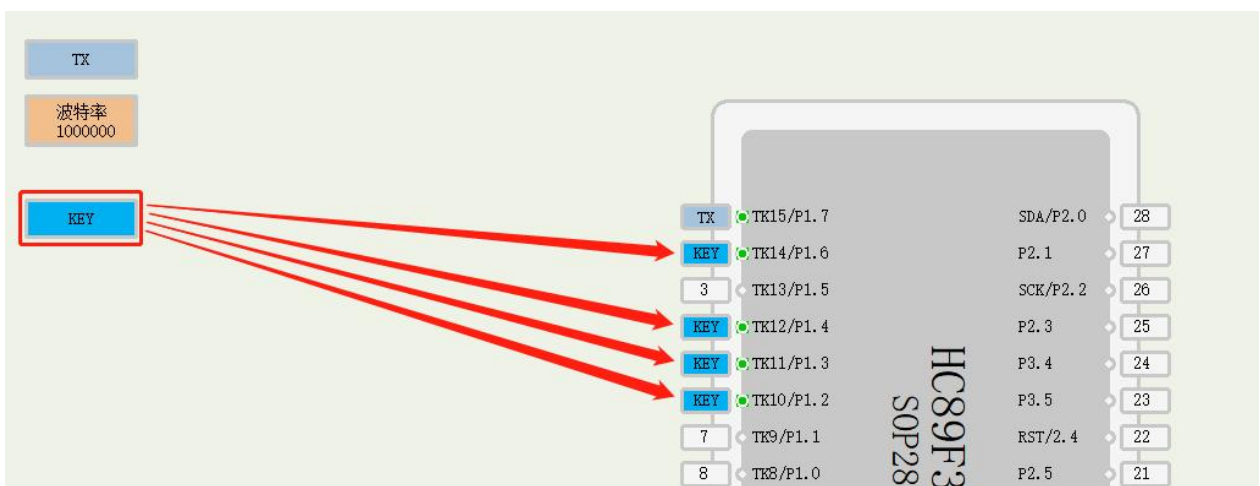 TX
波特率
1000000
KEY
TX TK15/P1.7 SDA/P2.0 28
KEY TK14/P1.6 P2.1 27
3 TK13/P1.5 SCK/P2.2 26
KEY TK12/P1.4 P2.3 25
KEY TK11/P1.3 P3.4 24
KEY TK10/P1.2 P3.5 23
7 TK9/P1.1 RST/2.4 22
8 TK8/P1.0 P2.5 21
HC89F3
SOP28